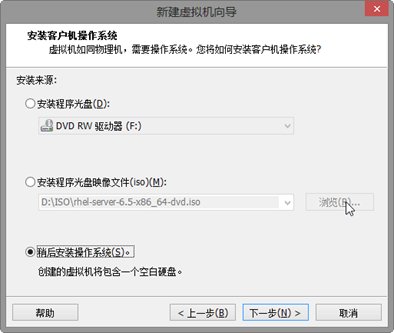 新建虚拟机向导
安装客户机操作系统
虚拟机如同物理机，需要操作系统。您将如何安装客户机操作系统?
安装来源:
安装程序光盘(D):
DVD RW 驱动器 (F:)
安装程序光盘映像文件(iso)(M):
D:\ISO\rhel-server-6.5-x86_64-dvd.iso
浏览(R)...
稍后安装操作系统(S)。
创建的虚拟机将包含一个空白硬盘。
帮助
< 上一步(B)
下一步(N) >
取消